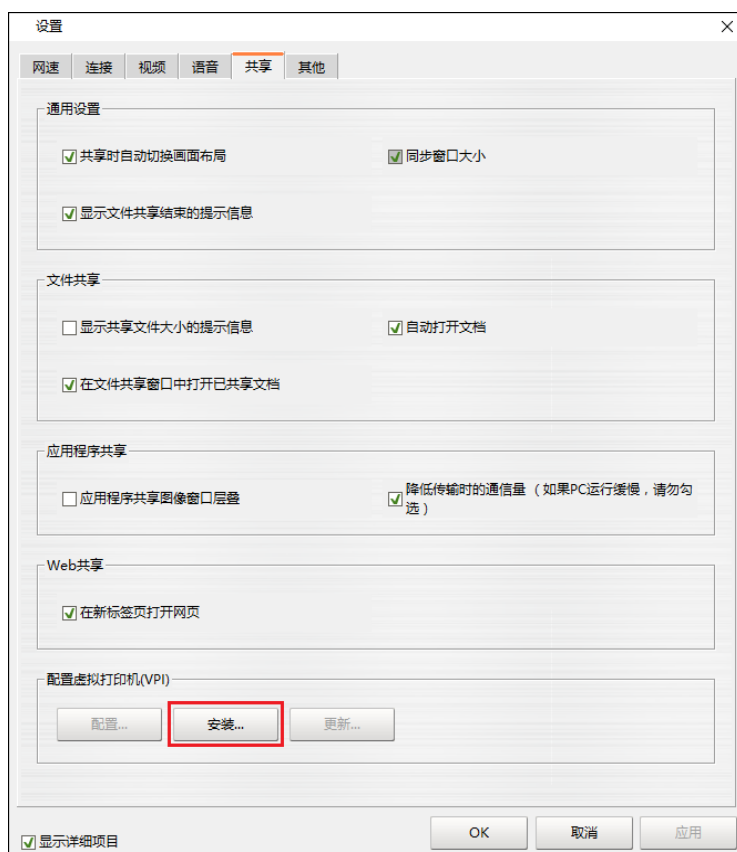 设置
网速 连接 视频 语音 共享 其他
通用设置
共享时自动切换画面布局 同步窗口大小
显示文件共享结束的提示信息
文件共享
显示共享文件大小的提示信息 自动打开文档
在文件共享窗口中打开已共享文档
应用程序共享
应用程序共享图像窗口层叠 降低传输时的通信量（如果PC运行缓慢，请勿勾
选）
Web共享
在新标签页打开网页
配置虚拟打印机(VPI)
配置... 安装... 更新...
显示详细项目 OK 取消 应用